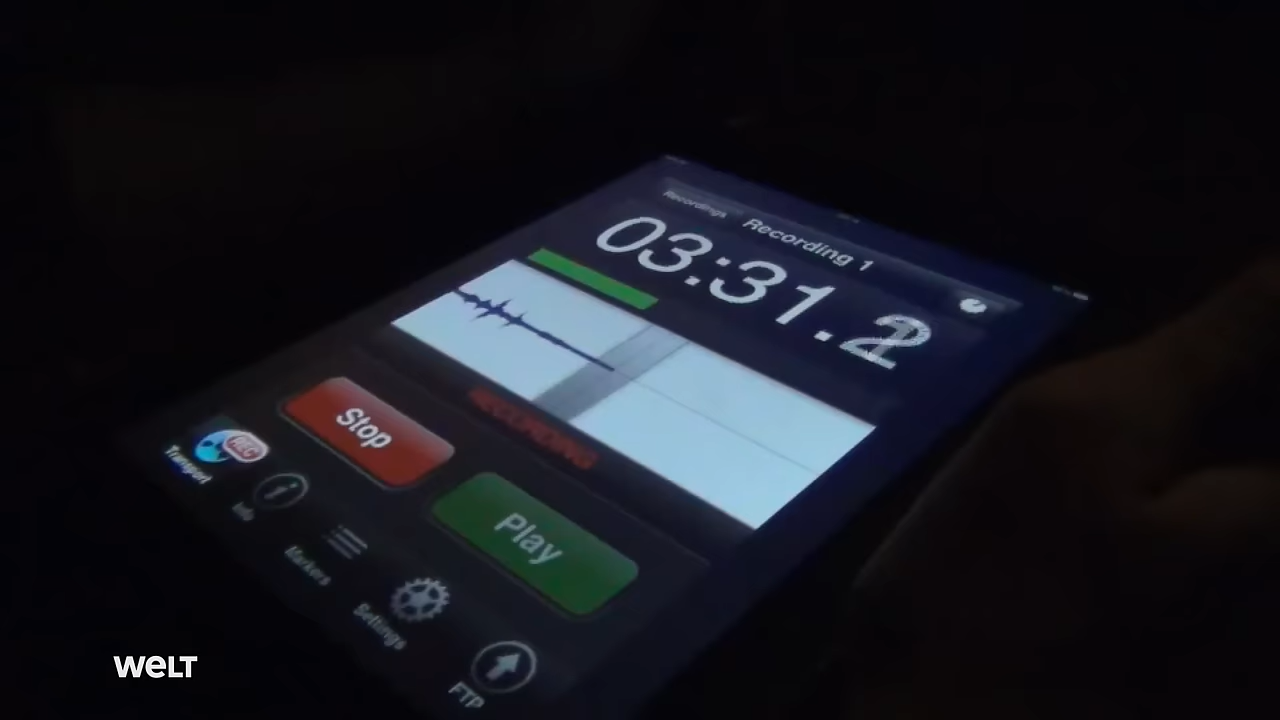 Recordings
Recording 1
03:31.2
RECORDING
Stop
Play
REC
Transport
Info
Markers
Settings
FTP
WELT